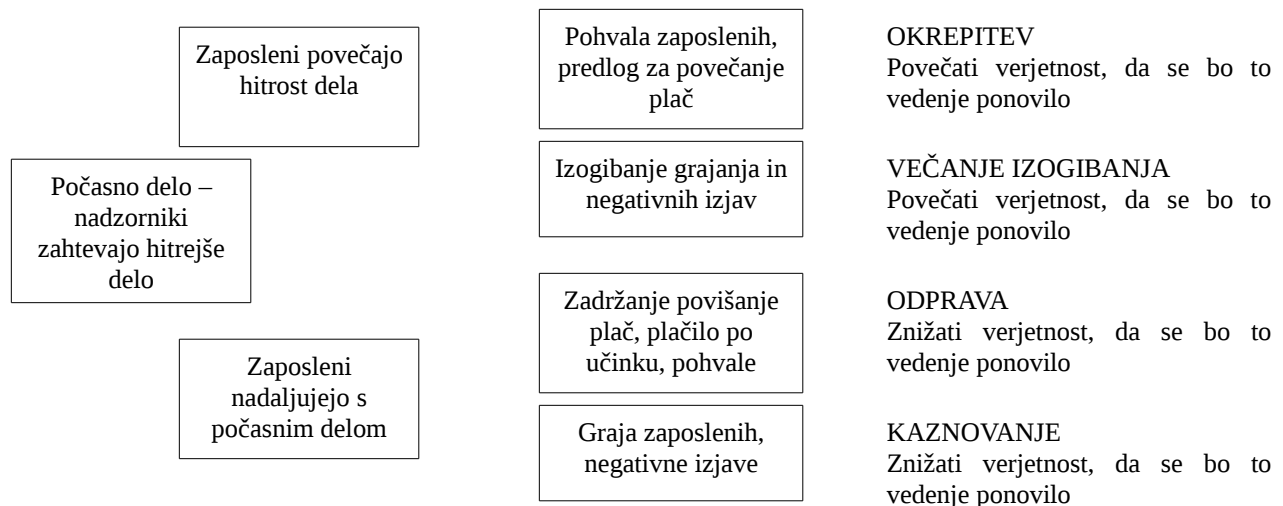 Zaposleni povečajo
hitrost dela
Počasno delo –
nadzorniki
zahtevajo hitrejše
delo
Zaposleni
nadaljujejo s
počasnim delom
Pohvala zaposlenih,
predlog za povečanje
plač
Izogibanje grajanja in
negativnih izjav
Zadržanje povišanje
plač, plačilo po
učinku, pohvale
Graja zaposlenih,
negativne izjave
OKREPITEV
Povečati verjetnost, da se bo to
vedenje ponovilo
VEČANJE IZOGIBANJA
Povečati verjetnost, da se bo to
vedenje ponovilo
ODPRAVA
Znižati verjetnost, da se bo to
vedenje ponovilo
KAZNOVANJE
Znižati verjetnost, da se bo to
vedenje ponovilo